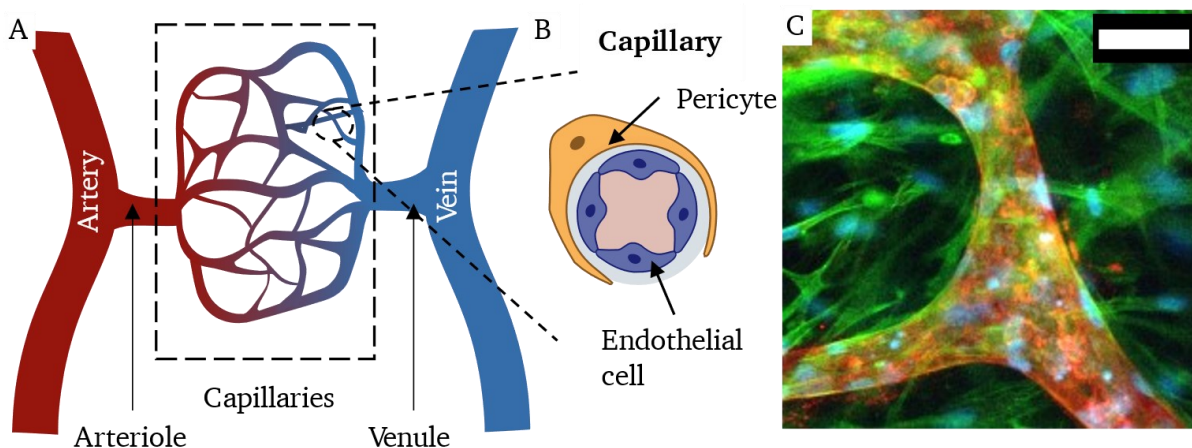 A
Artery
Capillaries
Arteriole
Venule
Vein
B
Capillary
Pericyte
Endothelial
cell
C